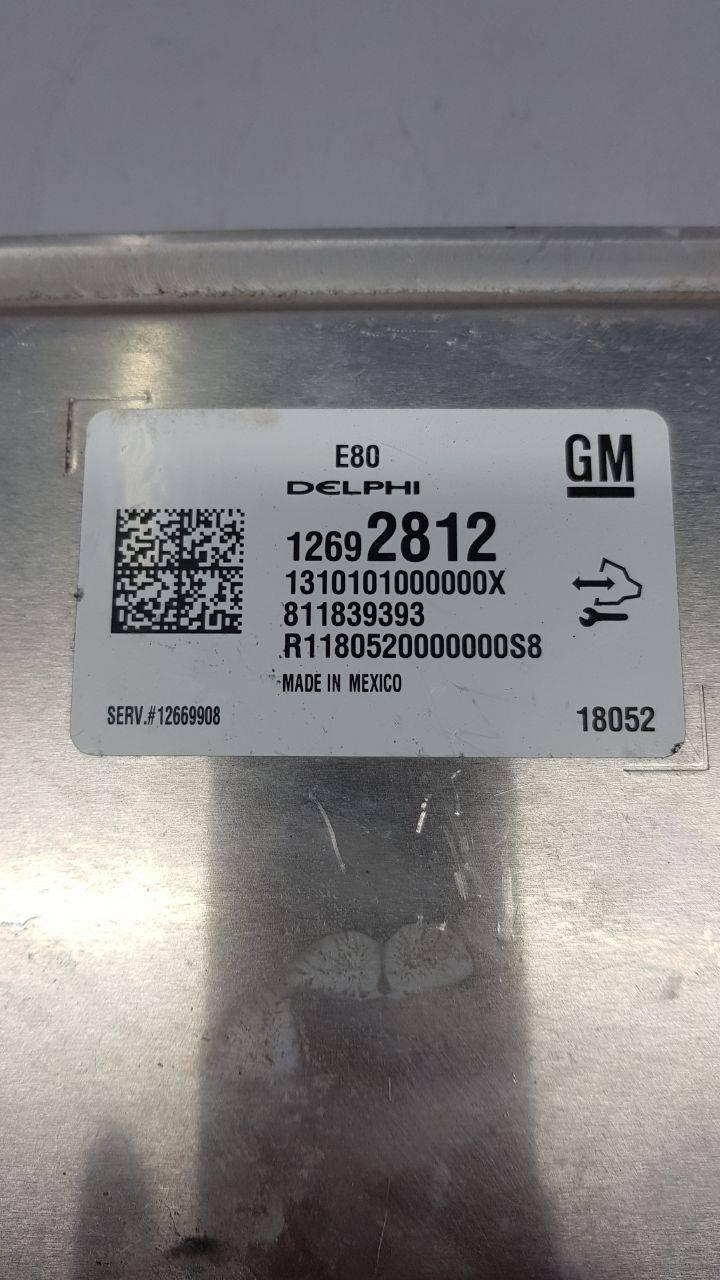 E80
GM
DELPHI
12692812
1310101000000X
811839393
R1180520000000S8
MADE IN MEXICO
SERV.#12669908
18052